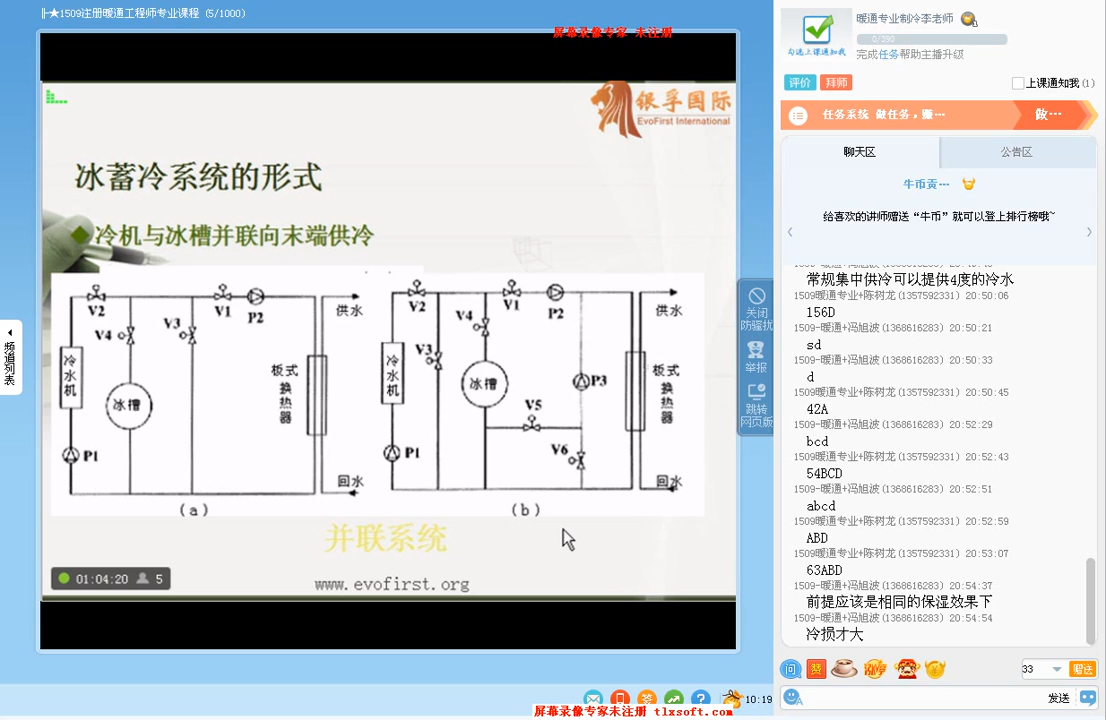 ★1509注册暖通工程师专业课程 (5/1000)
屏幕录像专家 未注册
银孚国际
EvoFirst International
冰蓄冷系统的形式
冷机与冰槽并联向末端供冷
V2
V1
P2
V3
V4
供水
冷水机
冰槽
板式换热器
P1
回水
(a)
V2
V1
P2
V4
V3
供水
冷水机
冰槽
P3
板式换热器
V5
V6
P1
回水
(b)
并联系统
www.evofirst.org
01:04:20 5
频道列表
关闭
防骚扰
举报
跳转
网页版
10:19
屏幕录像专家未注册 tlxsoft.com
暖通专业制冷李老师
勾选上课通知我
完成任务帮助主播升级
评价 拜师
上课通知我 (1)
任务系统 做任务，赚…
做…
聊天区
公告区
牛币贡…
给喜欢的讲师赠送“牛币”就可以登上排行榜哦~
常规集中供冷可以提供4度的冷水
1509暖通专业+陈树龙(1357592331) 20:50:06
156D
1509-暖通+冯旭波(1368616283) 20:50:21
sd
1509-暖通+冯旭波(1368616283) 20:50:33
d
1509暖通专业+陈树龙(1357592331) 20:50:45
42A
1509-暖通+冯旭波(1368616283) 20:52:29
bcd
1509暖通专业+陈树龙(1357592331) 20:52:43
54BCD
1509-暖通+冯旭波(1368616283) 20:52:51
abcd
1509暖通专业+陈树龙(1357592331) 20:52:59
ABD
1509暖通专业+陈树龙(1357592331) 20:53:07
63ABD
1509-暖通+冯旭波(1368616283) 20:54:37
前提应该是相同的保湿效果下
1509-暖通+冯旭波(1368616283) 20:54:54
冷损才大
问 赞
33
赠送
发送